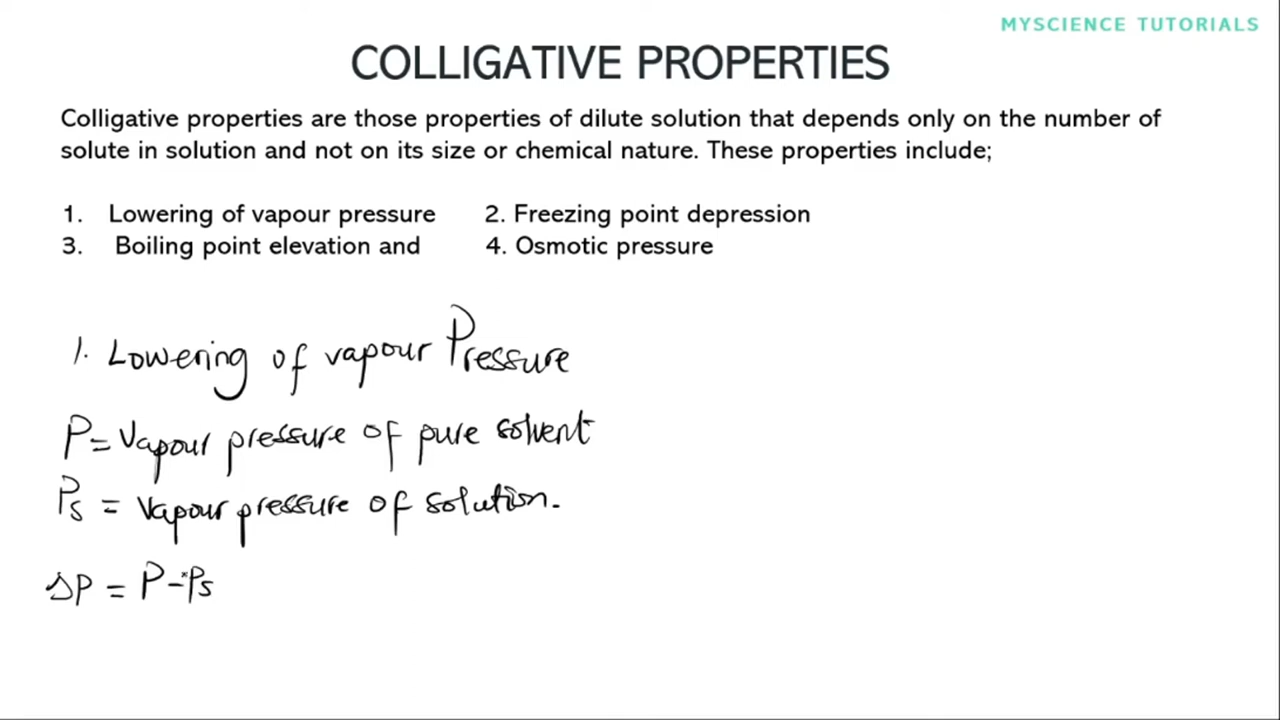 MYSCIENCE TUTORIALS
COLLIGATIVE PROPERTIES
Colligative properties are those properties of dilute solution that depends only on the number of
solute in solution and not on its size or chemical nature. These properties include;
1. Lowering of vapour pressure 2. Freezing point depression
3. Boiling point elevation and 4. Osmotic pressure
1. Lowering of vapour Pressure
P = Vapour pressure of pure solvent
Ps = Vapour pressure of solution.
ΔP = P - Ps